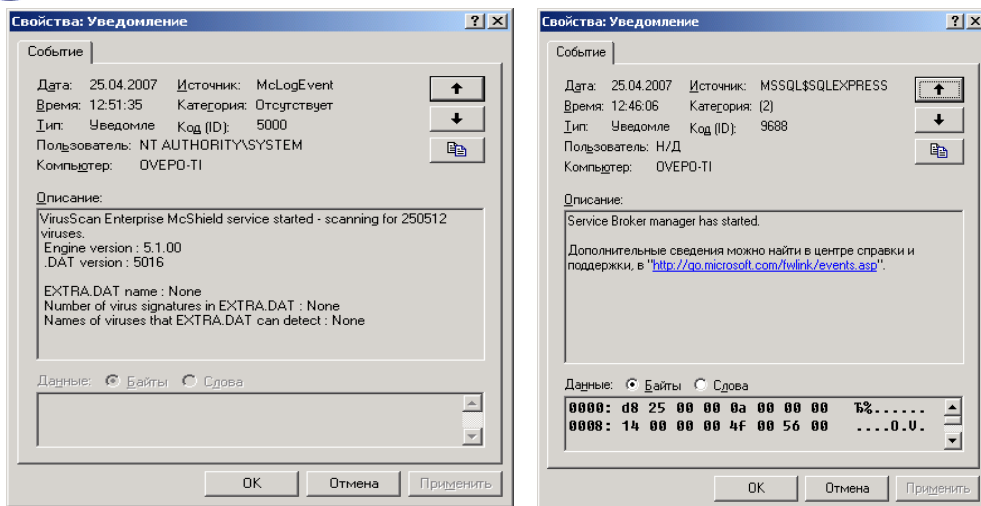 Свойства: Уведомление
Событие
Дата: 25.04.2007 Источник: McLogEvent
Время: 12:51:35 Категория: Отсутствует
Тип: Уведомле Код (ID): 5000
Пользователь: NT AUTHORITY\SYSTEM
Компьютер: OVEPO-TI
Описание:
VirusScan Enterprise McShield service started - scanning for 250512
viruses.
Engine version : 5.1.00
.DAT version : 5016
EXTRA.DAT name : None
Number of virus signatures in EXTRA.DAT : None
Names of viruses that EXTRA.DAT can detect : None
Данные: Байты Слова
OK Отмена Применить
Свойства: Уведомление
Событие
Дата: 25.04.2007 Источник: MSSQL$SQLEXPRESS
Время: 12:46:06 Категория: (2)
Тип: Уведомле Код (ID): 9688
Пользователь: Н/Д
Компьютер: OVEPO-TI
Описание:
Service Broker manager has started.
Дополнительные сведения можно найти в центре справки и
поддержки, в "http://go.microsoft.com/fwlink/events.asp".
Данные: Байты Слова
0000: d8 25 00 00 0a 00 00 00 Ћ%......
0008: 14 00 00 00 4f 00 56 00 ....O.V.
OK Отмена Применить